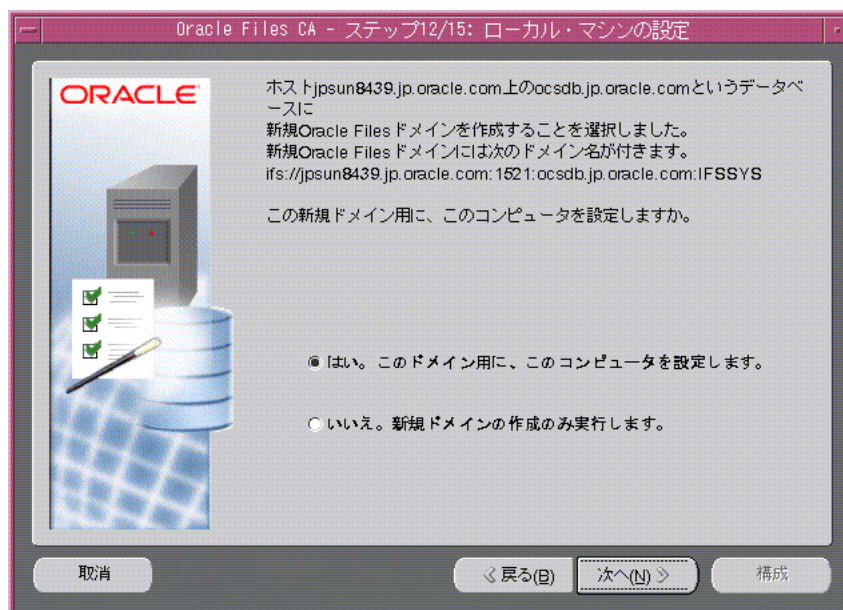 Oracle Files CA - ステップ12/15: ローカル・マシンの設定
ORACLE
ホストjpsun8439.jp.oracle.com上のocsdb.jp.oracle.comというデータベ
ースに
新規Oracle Filesドメインを作成することを選択しました。
新規Oracle Filesドメインには次のドメイン名が付きます。
ifs://jpsun8439.jp.oracle.com:1521:ocsdb.jp.oracle.com:IFSSYS
この新規ドメイン用に、このコンピュータを設定しますか。
はい。このドメイン用に、このコンピュータを設定します。
いいえ。新規ドメインの作成のみ実行します。
取消
戻る(B)
次へ(N)
構成